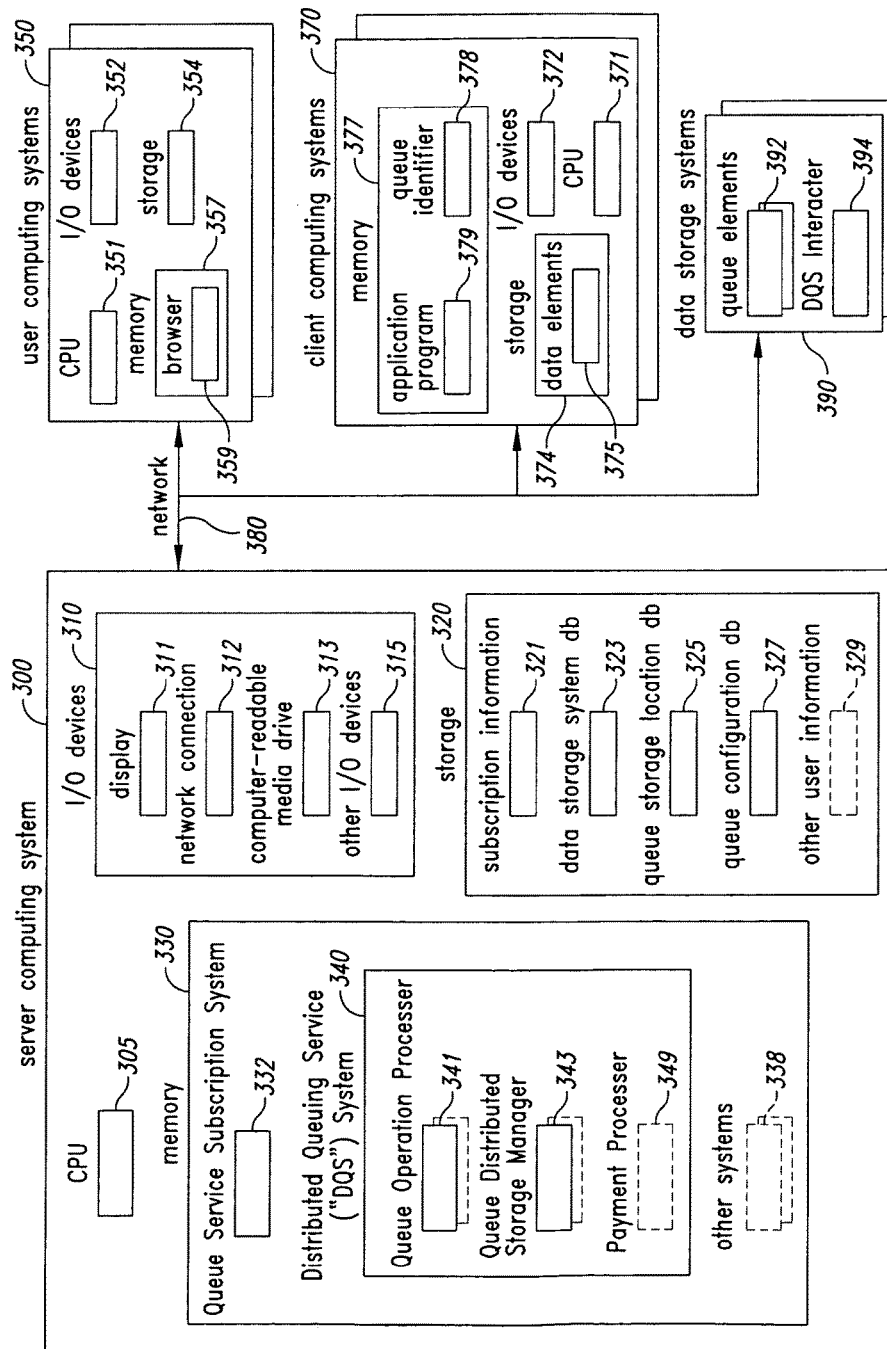 server computing system
300
CPU
305
memory
330
Queue Service Subscription System
332
Distributed Queuing Service
("DQS") System
340
Queue Operation Processer
341
Queue Distributed
Storage Manager
343
Payment Processer
349
other systems
338
I/O devices
310
display
311
network connection
312
computer-readable
media drive
313
other I/O devices
315
storage
320
subscription information
321
data storage system db
323
queue storage location db
325
queue configuration db
327
other user information
329
network
380
user computing systems
350
CPU
351
I/O devices
352
memory
357
browser
359
storage
354
client computing systems
370
memory
377
application program
379
queue identifier
378
storage
374
data elements
375
I/O devices
372
CPU
371
data storage systems
390
queue elements
392
DQS Interacter
394